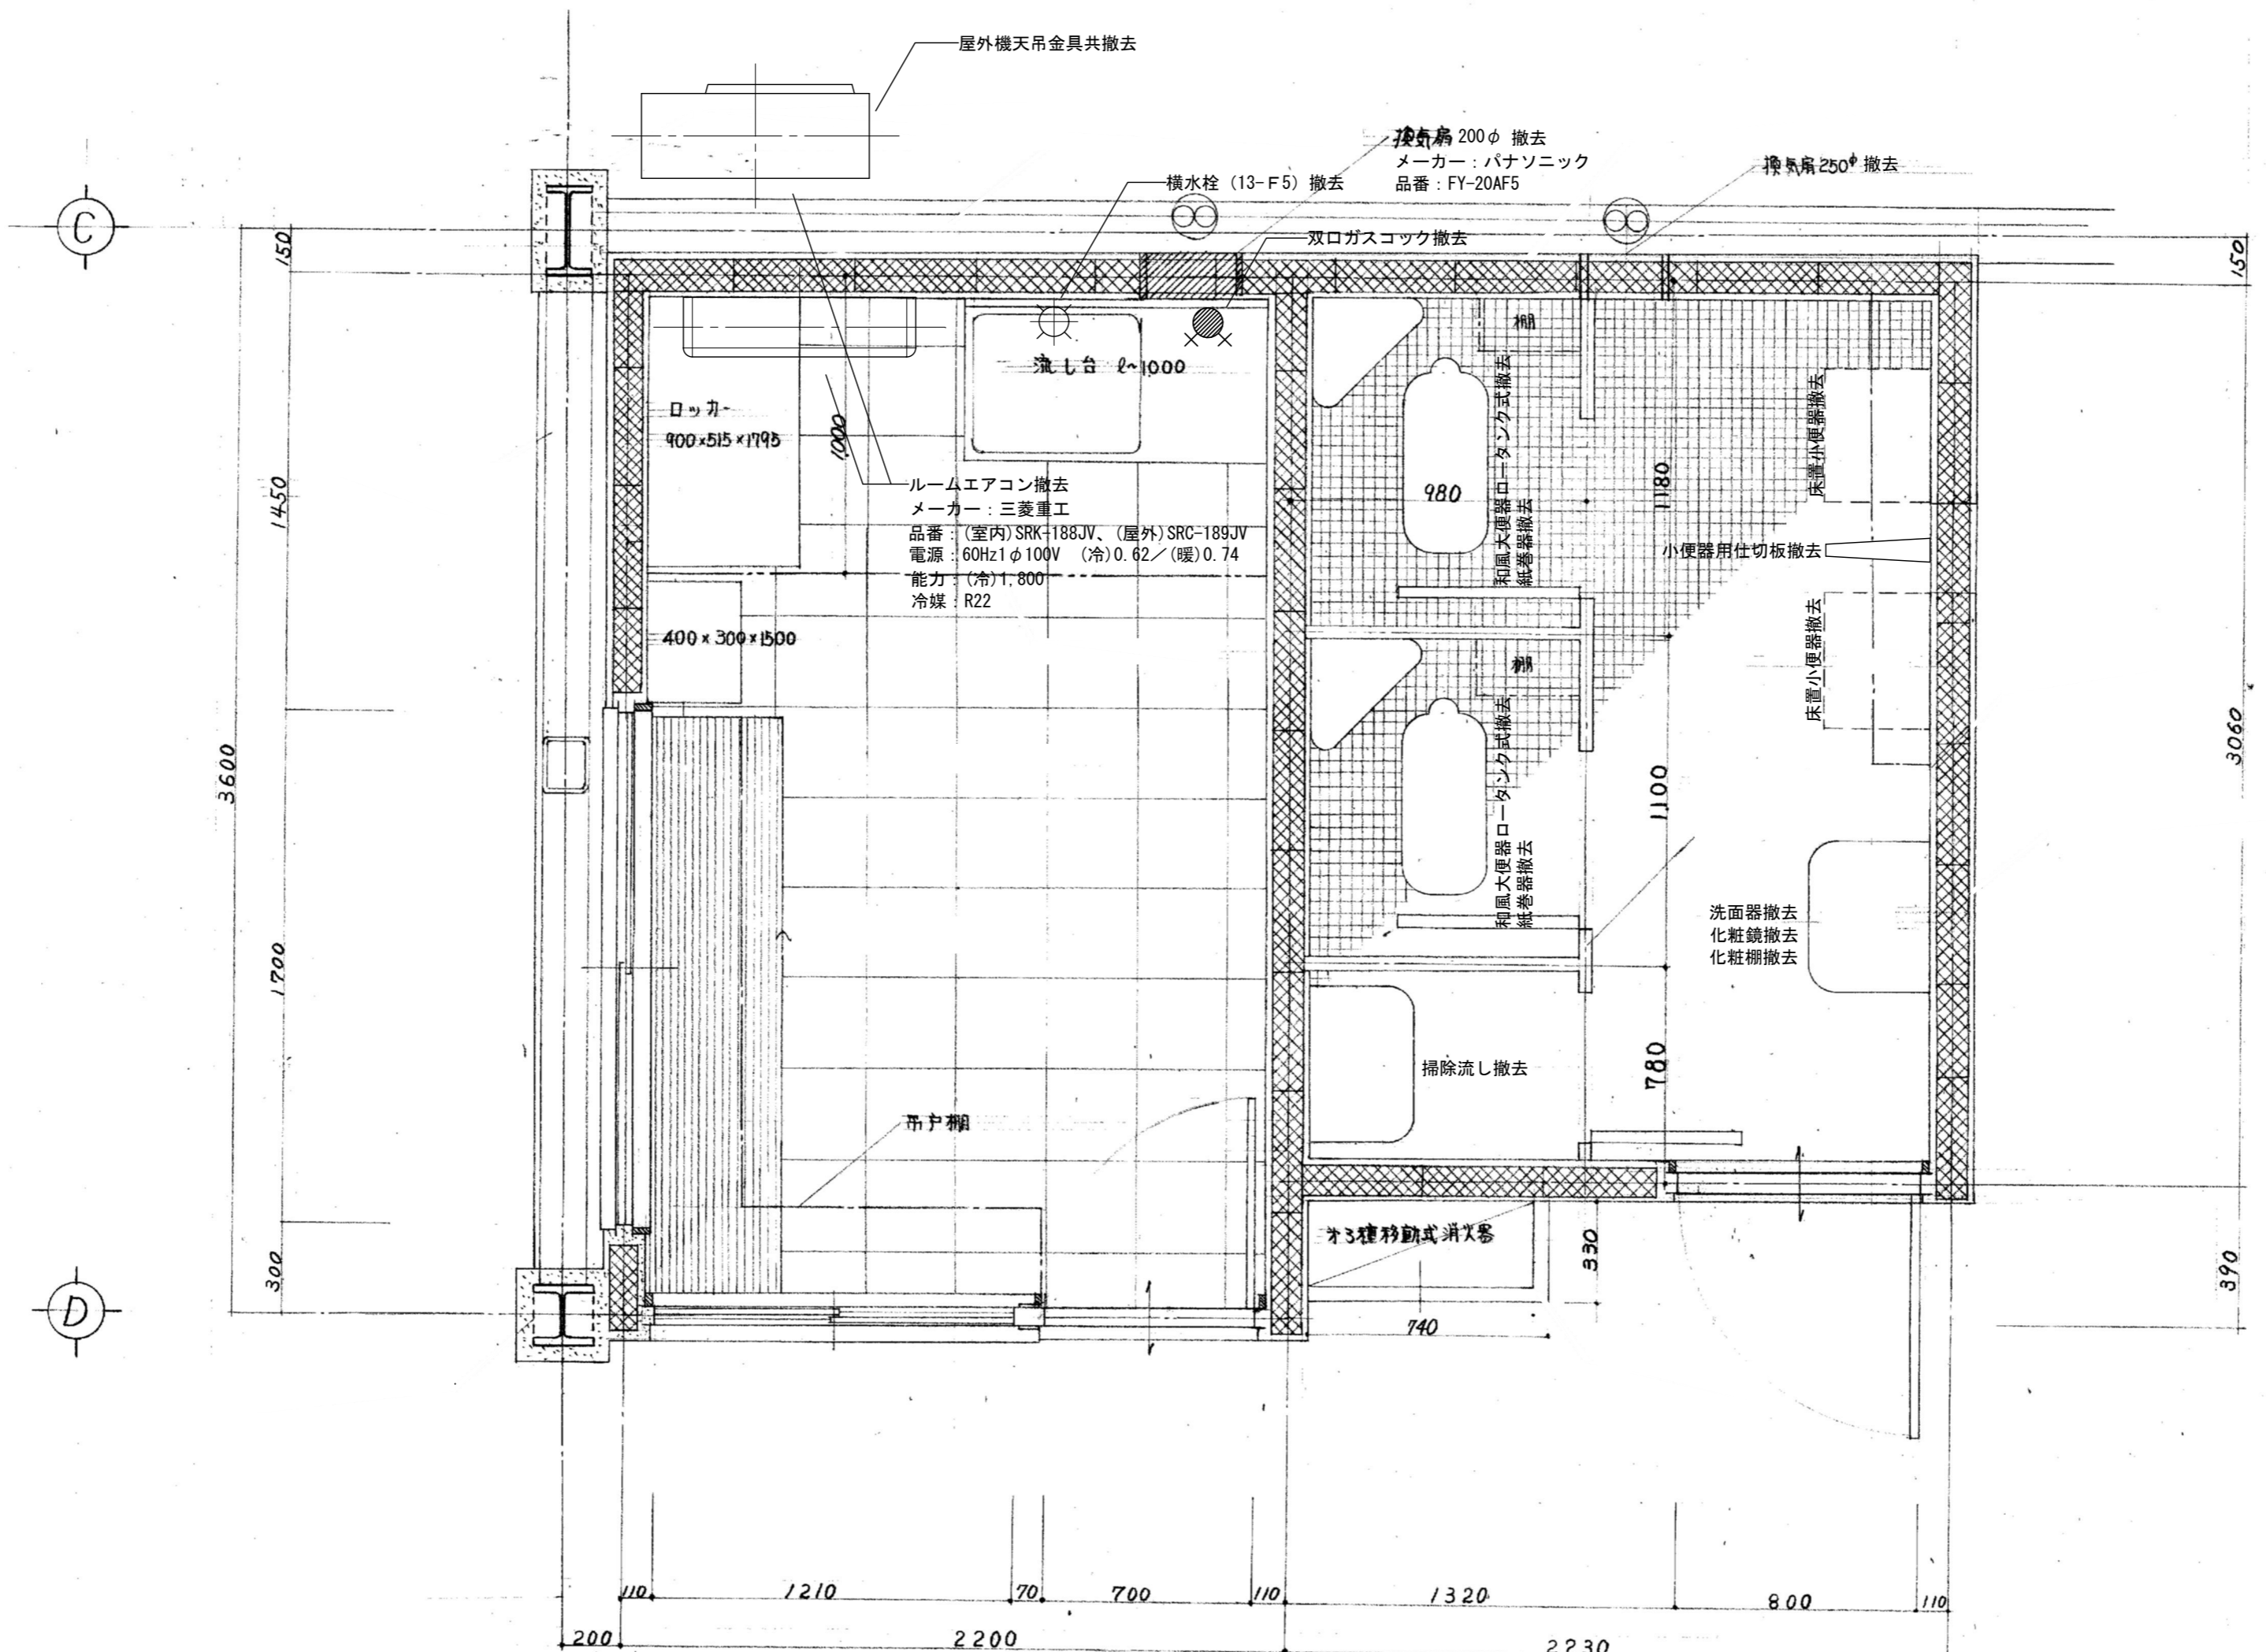 屋外機天吊金具共撤去
換気扇 200φ 撤去
メーカー：パナソニック
品番：FY-20AF5
換気扇250φ 撤去
横水栓（13-F5）撤去
双口ガスコック撤去
C
150
150
棚
流し台 ℓ~1000
ロッカー
900×515×1795
1000
和風大便器ロータンク式撤去
紙巻器撤去
床置小便器撤去
980
1180
1450
ルームエアコン撤去
メーカー：三菱重工
品番：(室内)SRK-188JV、(屋外)SRC-189JV
電源：60Hz1φ100V　(冷)0.62／(暖)0.74
能力：(冷)1,800
冷媒：R22
小便器用仕切板撤去
400×300×1500
棚
床置小便器撤去
和風大便器ロータンク式撤去
紙巻器撤去
3600
3060
1100
洗面器撤去
化粧鏡撤去
化粧棚撤去
1700
掃除流し撤去
780
吊戸棚
オ3種移動式消火器
330
300
390
D
740
110
1210
70
700
110
1320
800
110
200
2200
2230